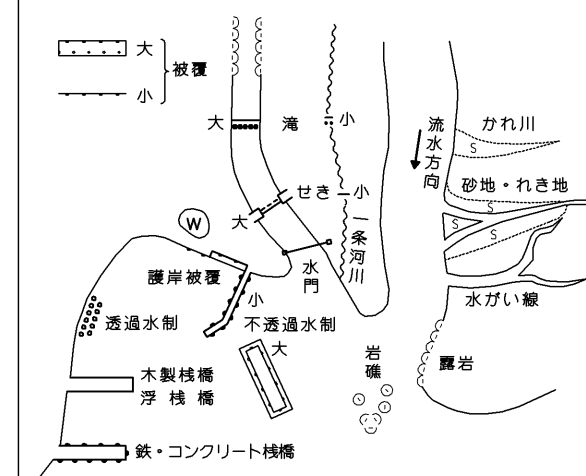 大
被覆
小
大 滝 小
流水方向
かれ川
S
せき 小
砂地・れき地
S
大
W
一条河川
S
S
水門
護岸被覆
小
水がい線
透過水制
不透過水制
大
岩礁
露岩
木製桟橋
浮桟橋
鉄・コンクリート桟橋